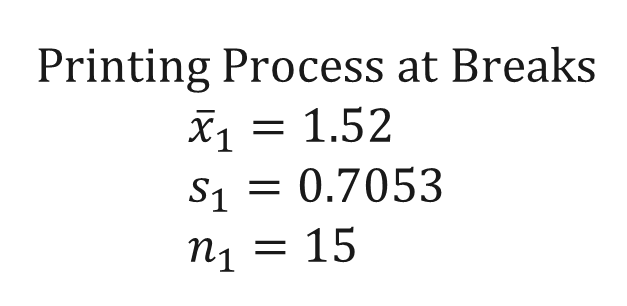 Printing Process at Breaks
x̄₁ = 1.52
s₁ = 0.7053
n₁ = 15